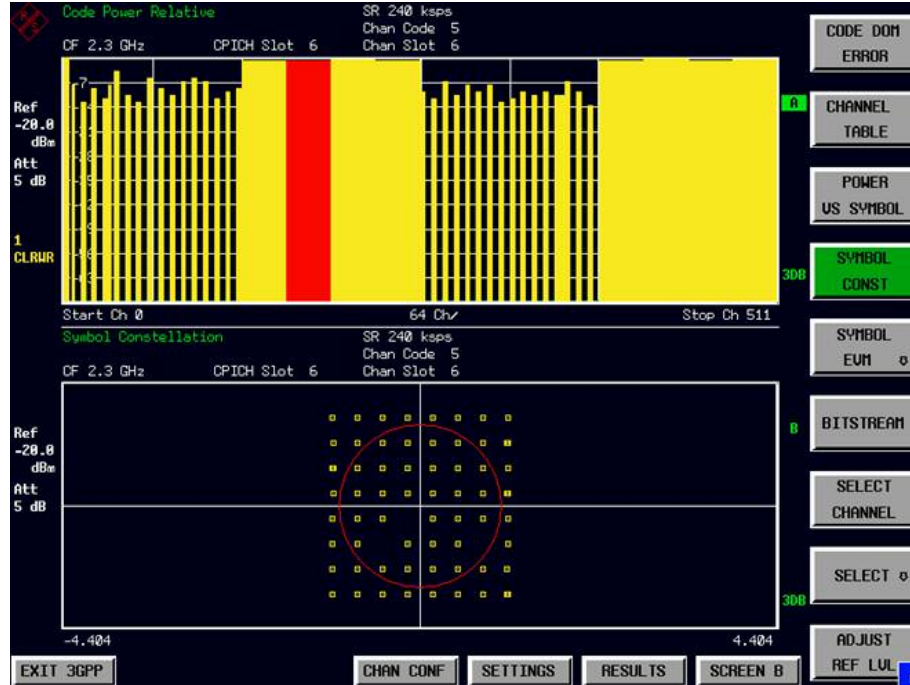 Code Power Relative
SR 240 ksps
Chan Code 5
CF 2.3 GHz CPICH Slot 6 Chan Slot 6
Ref
-20.0
dBm
Att
5 dB
1
CLRWR
-7
A
3DB
Start Ch 0 64 Ch/ Stop Ch 511
Symbol Constellation
SR 240 ksps
Chan Code 5
CF 2.3 GHz CPICH Slot 6 Chan Slot 6
Ref
-20.0
dBm
Att
5 dB
B
3DB
-4.404 4.404
CODE DOM
ERROR
CHANNEL
TABLE
POWER
VS SYMBOL
SYMBOL
CONST
SYMBOL
EVM
BITSTREAM
SELECT
CHANNEL
SELECT
ADJUST
REF LVL
EXIT 3GPP CHAN CONF SETTINGS RESULTS SCREEN B